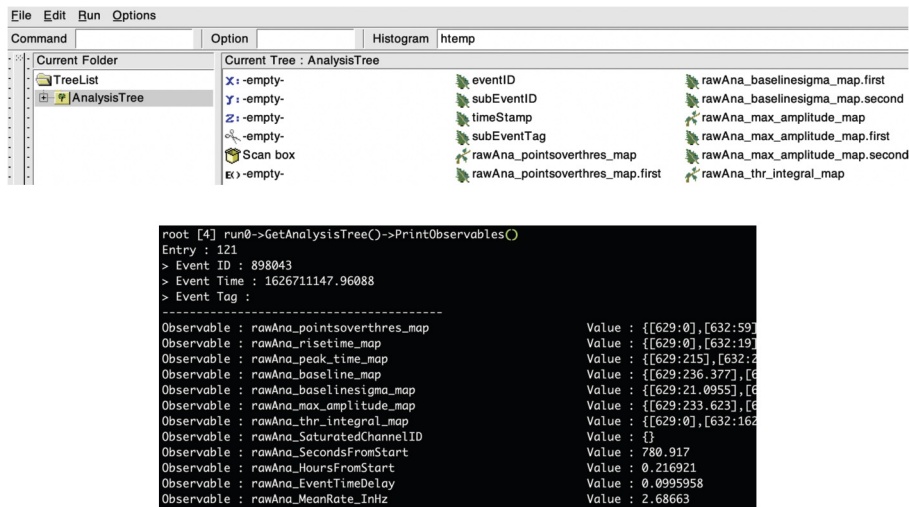 File Edit Run Options
Command Option Histogram htemp
Current Folder
TreeList
AnalysisTree
Current Tree : AnalysisTree
X: -empty-
Y: -empty-
Z: -empty-
-empty-
Scan box
E() -empty-
eventID
subEventID
timeStamp
subEventTag
rawAna_pointsoverthres_map
rawAna_pointsoverthres_map.first
rawAna_baselinesigma_map.first
rawAna_baselinesigma_map.second
rawAna_max_amplitude_map
rawAna_max_amplitude_map.first
rawAna_max_amplitude_map.second
rawAna_thr_integral_map
root [4] run0->GetAnalysisTree()->PrintObservables()
Entry : 121
> Event ID : 898043
> Event Time : 1626711147.96088
> Event Tag :
----------------------------------------
Observable : rawAna_pointsoverthres_map Value : {[629:0],[632:59]
Observable : rawAna_risetime_map Value : {[629:0],[632:19]
Observable : rawAna_peak_time_map Value : {[629:215],[632:2
Observable : rawAna_baseline_map Value : {[629:236.377],[6
Observable : rawAna_baselinesigma_map Value : {[629:21.0955],[6
Observable : rawAna_max_amplitude_map Value : {[629:233.623],[6
Observable : rawAna_thr_integral_map Value : {[629:0],[632:162
Observable : rawAna_SaturatedChannelID Value : {}
Observable : rawAna_SecondsFromStart Value : 780.917
Observable : rawAna_HoursFromStart Value : 0.216921
Observable : rawAna_EventTimeDelay Value : 0.0995958
Observable : rawAna_MeanRate_InHz Value : 2.68663